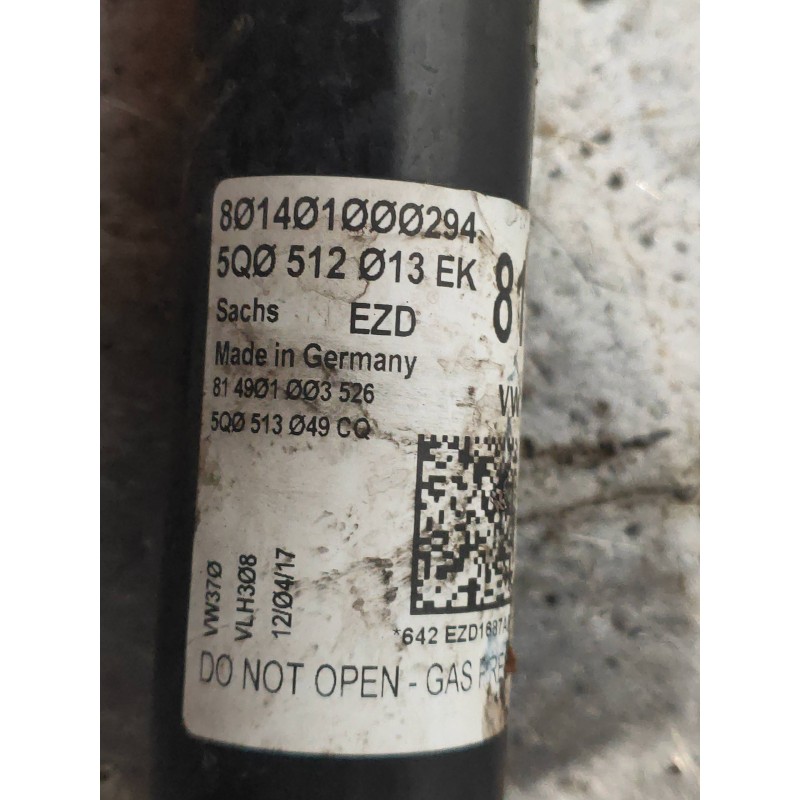 8Ø14Ø1ØØØ294
5QØ 512 Ø13 EK
Sachs EZD
Made in Germany
81 49Ø1 ØØ3 526
5QØ 513 Ø49 CQ
VW
VW37Ø
VLH3Ø8
12/Ø4/17
DO NOT OPEN - GAS